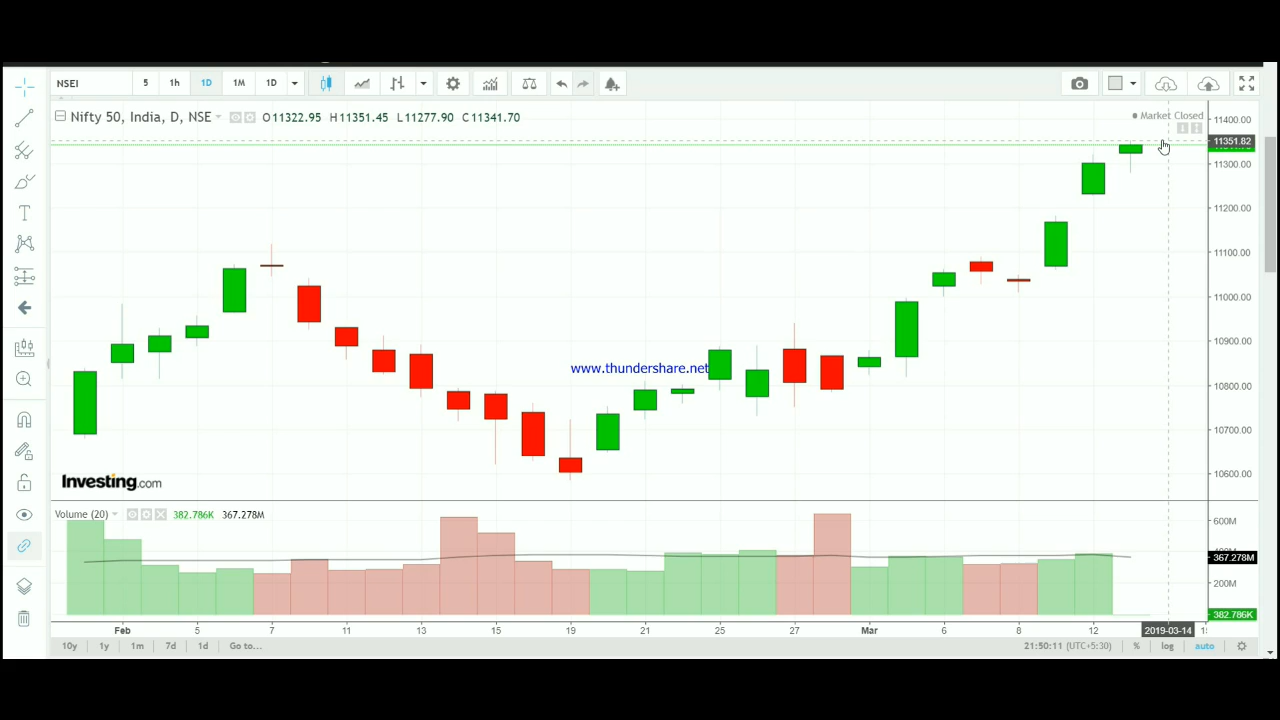 NSEI 5 1h 1D 1M 1D
Nifty 50, India, D, NSE O11322.95 H11351.45 L11277.90 C11341.70
Market Closed
11400.00
11351.82
11300.00
11200.00
11100.00
11000.00
10900.00
10800.00
10700.00
10600.00
www.thundershare.net
Investing.com
Volume (20) 382.786K 367.278M
600M
367.278M
200M
382.786K
Feb 5 7 11 13 15 19 21 25 27 Mar 6 8 12 2019-03-14
10y 1y 1m 7d 1d Go to... 21:50:11 (UTC+5:30) % log auto